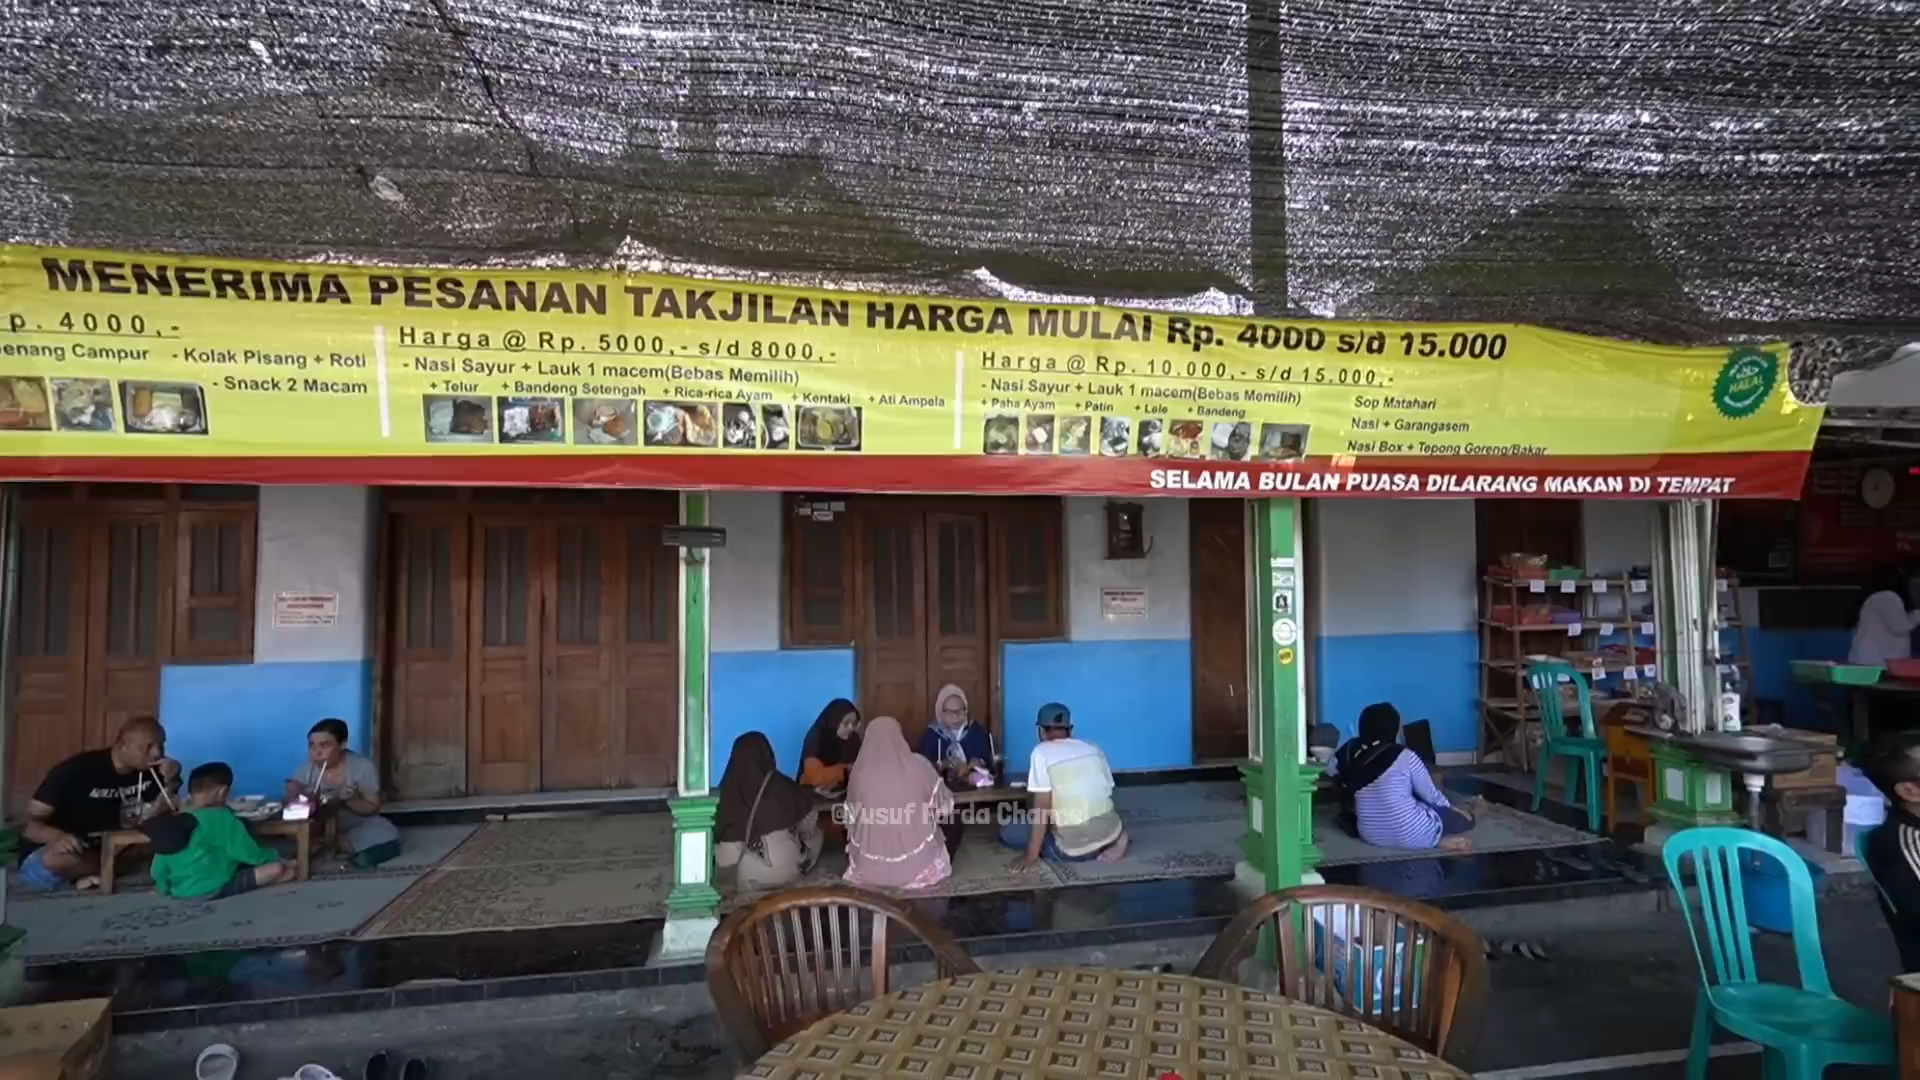 MENERIMA PESANAN TAKJILAN HARGA MULAI Rp. 4000 s/d 15.000
p. 4000,-
enang Campur - Kolak Pisang + Roti
- Snack 2 Macam
Harga @ Rp. 5000,- s/d 8000,-
- Nasi Sayur + Lauk 1 macem(Bebas Memilih)
+ Telur + Bandeng Setengah + Rica-rica Ayam + Kentaki + Ati Ampela
Harga @ Rp. 10.000,- s/d 15.000,-
- Nasi Sayur + Lauk 1 macem(Bebas Memilih)
+ Paha Ayam + Patin + Lele + Bandeng
Sop Matahari
Nasi + Garangasem
Nasi Box + Tepong Goreng/Bakar
HALAL
SELAMA BULAN PUASA DILARANG MAKAN DI TEMPAT
@Yusuf Farda Channel